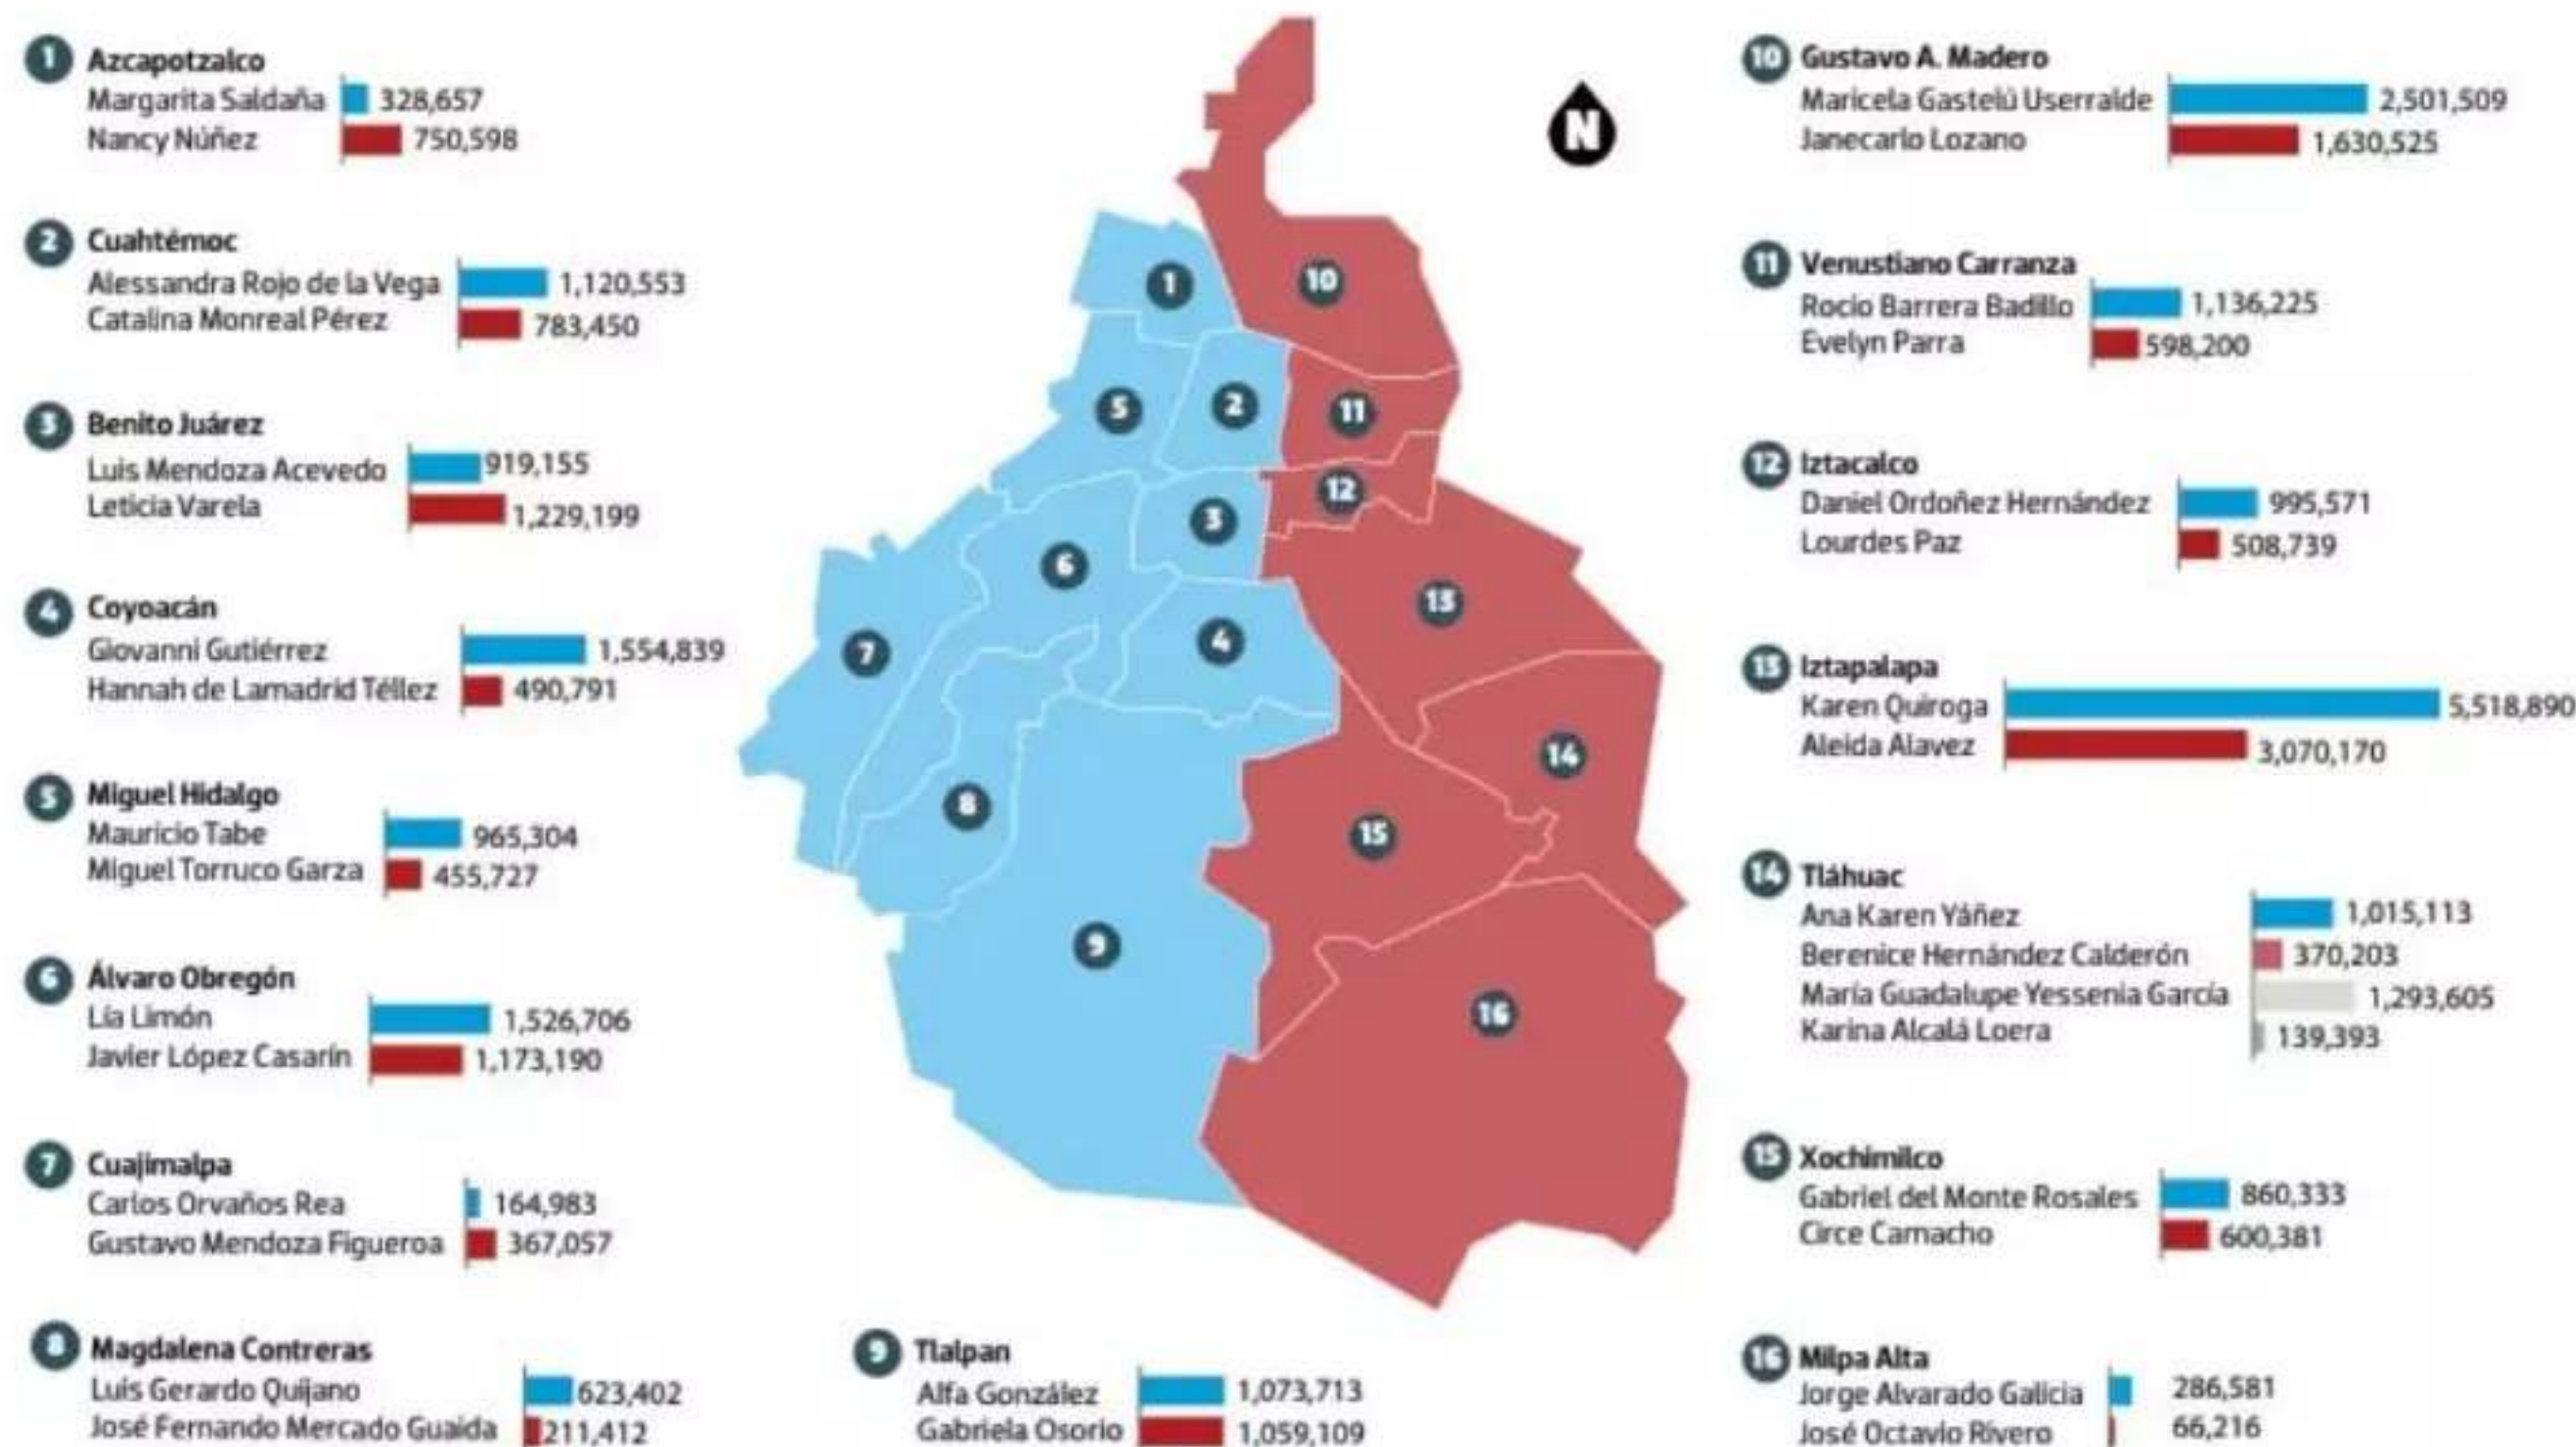 1 Azcapotzalco
Margarita Saldaña 328,657
Nancy Núñez 750,598
2 Cuahtémoc
Alessandra Rojo de la Vega 1,120,553
Catalina Monreal Pérez 783,450
3 Benito Juárez
Luis Mendoza Acevedo 919,155
Leticia Varela 1,229,199
4 Coyoacán
Giovanni Gutiérrez 1,554,839
Hannah de Lamadrid Téllez 490,791
5 Miguel Hidalgo
Mauricio Tabe 965,304
Miguel Torruco Garza 455,727
6 Álvaro Obregón
Lía Limón 1,526,706
Javier López Casarín 1,173,190
7 Cuajimalpa
Carlos Orvaños Rea 164,983
Gustavo Mendoza Figueroa 367,057
8 Magdalena Contreras
Luis Gerardo Quijano 623,402
José Fernando Mercado Guaida 211,412
N
1
10
5
2
11
12
3
6
13
4
7
14
8
15
9
16
9 Tlalpan
Alfa González 1,073,713
Gabriela Osorio 1,059,109
10 Gustavo A. Madero
Maricela Gastelú Userralde 2,501,509
Janecarlo Lozano 1,630,525
11 Venustiano Carranza
Rocio Barrera Badillo 1,136,225
Evelyn Parra 598,200
12 Iztacalco
Daniel Ordoñez Hernández 995,571
Lourdes Paz 508,739
13 Iztapalapa
Karen Quiroga 5,518,890
Aleida Alavez 3,070,170
14 Tláhuac
Ana Karen Yáñez 1,015,113
Berenice Hernández Calderón 370,203
María Guadalupe Yessenia García 1,293,605
Karina Alcalá Loera 139,393
15 Xochimilco
Gabriel del Monte Rosales 860,333
Circe Camacho 600,381
16 Milpa Alta
Jorge Alvarado Galicia 286,581
José Octavio Rivero 66,216